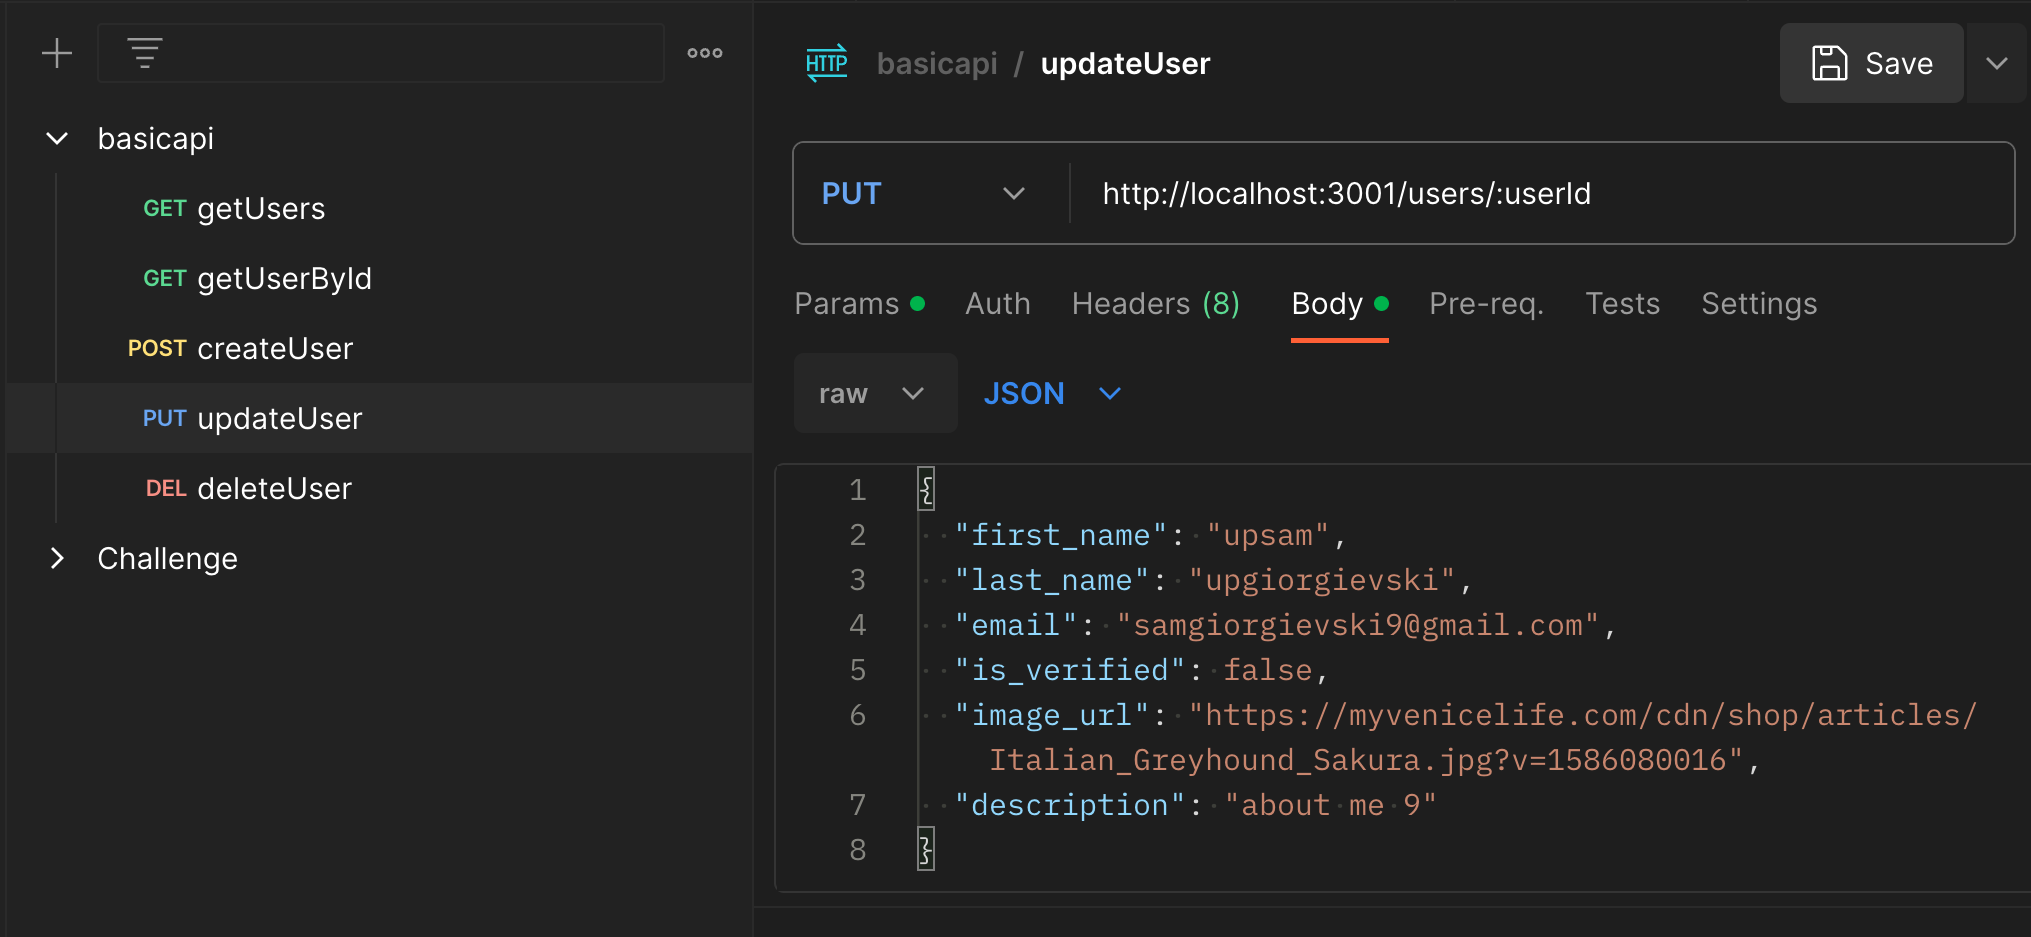 basicapi
GET getUsers
GET getUserById
POST createUser
PUT updateUser
DEL deleteUser
Challenge
HTTP basicapi / updateUser
Save
PUT http://localhost:3001/users/:userId
Params Auth Headers (8) Body Pre-req. Tests Settings
raw JSON
1 {
2 "first_name": "upsam",
3 "last_name": "upgiorgievski",
4 "email": "samgiorgievski9@gmail.com",
5 "is_verified": false,
6 "image_url": "https://myvenicelife.com/cdn/shop/articles/
Italian_Greyhound_Sakura.jpg?v=1586080016",
7 "description": "about me 9"
8 }